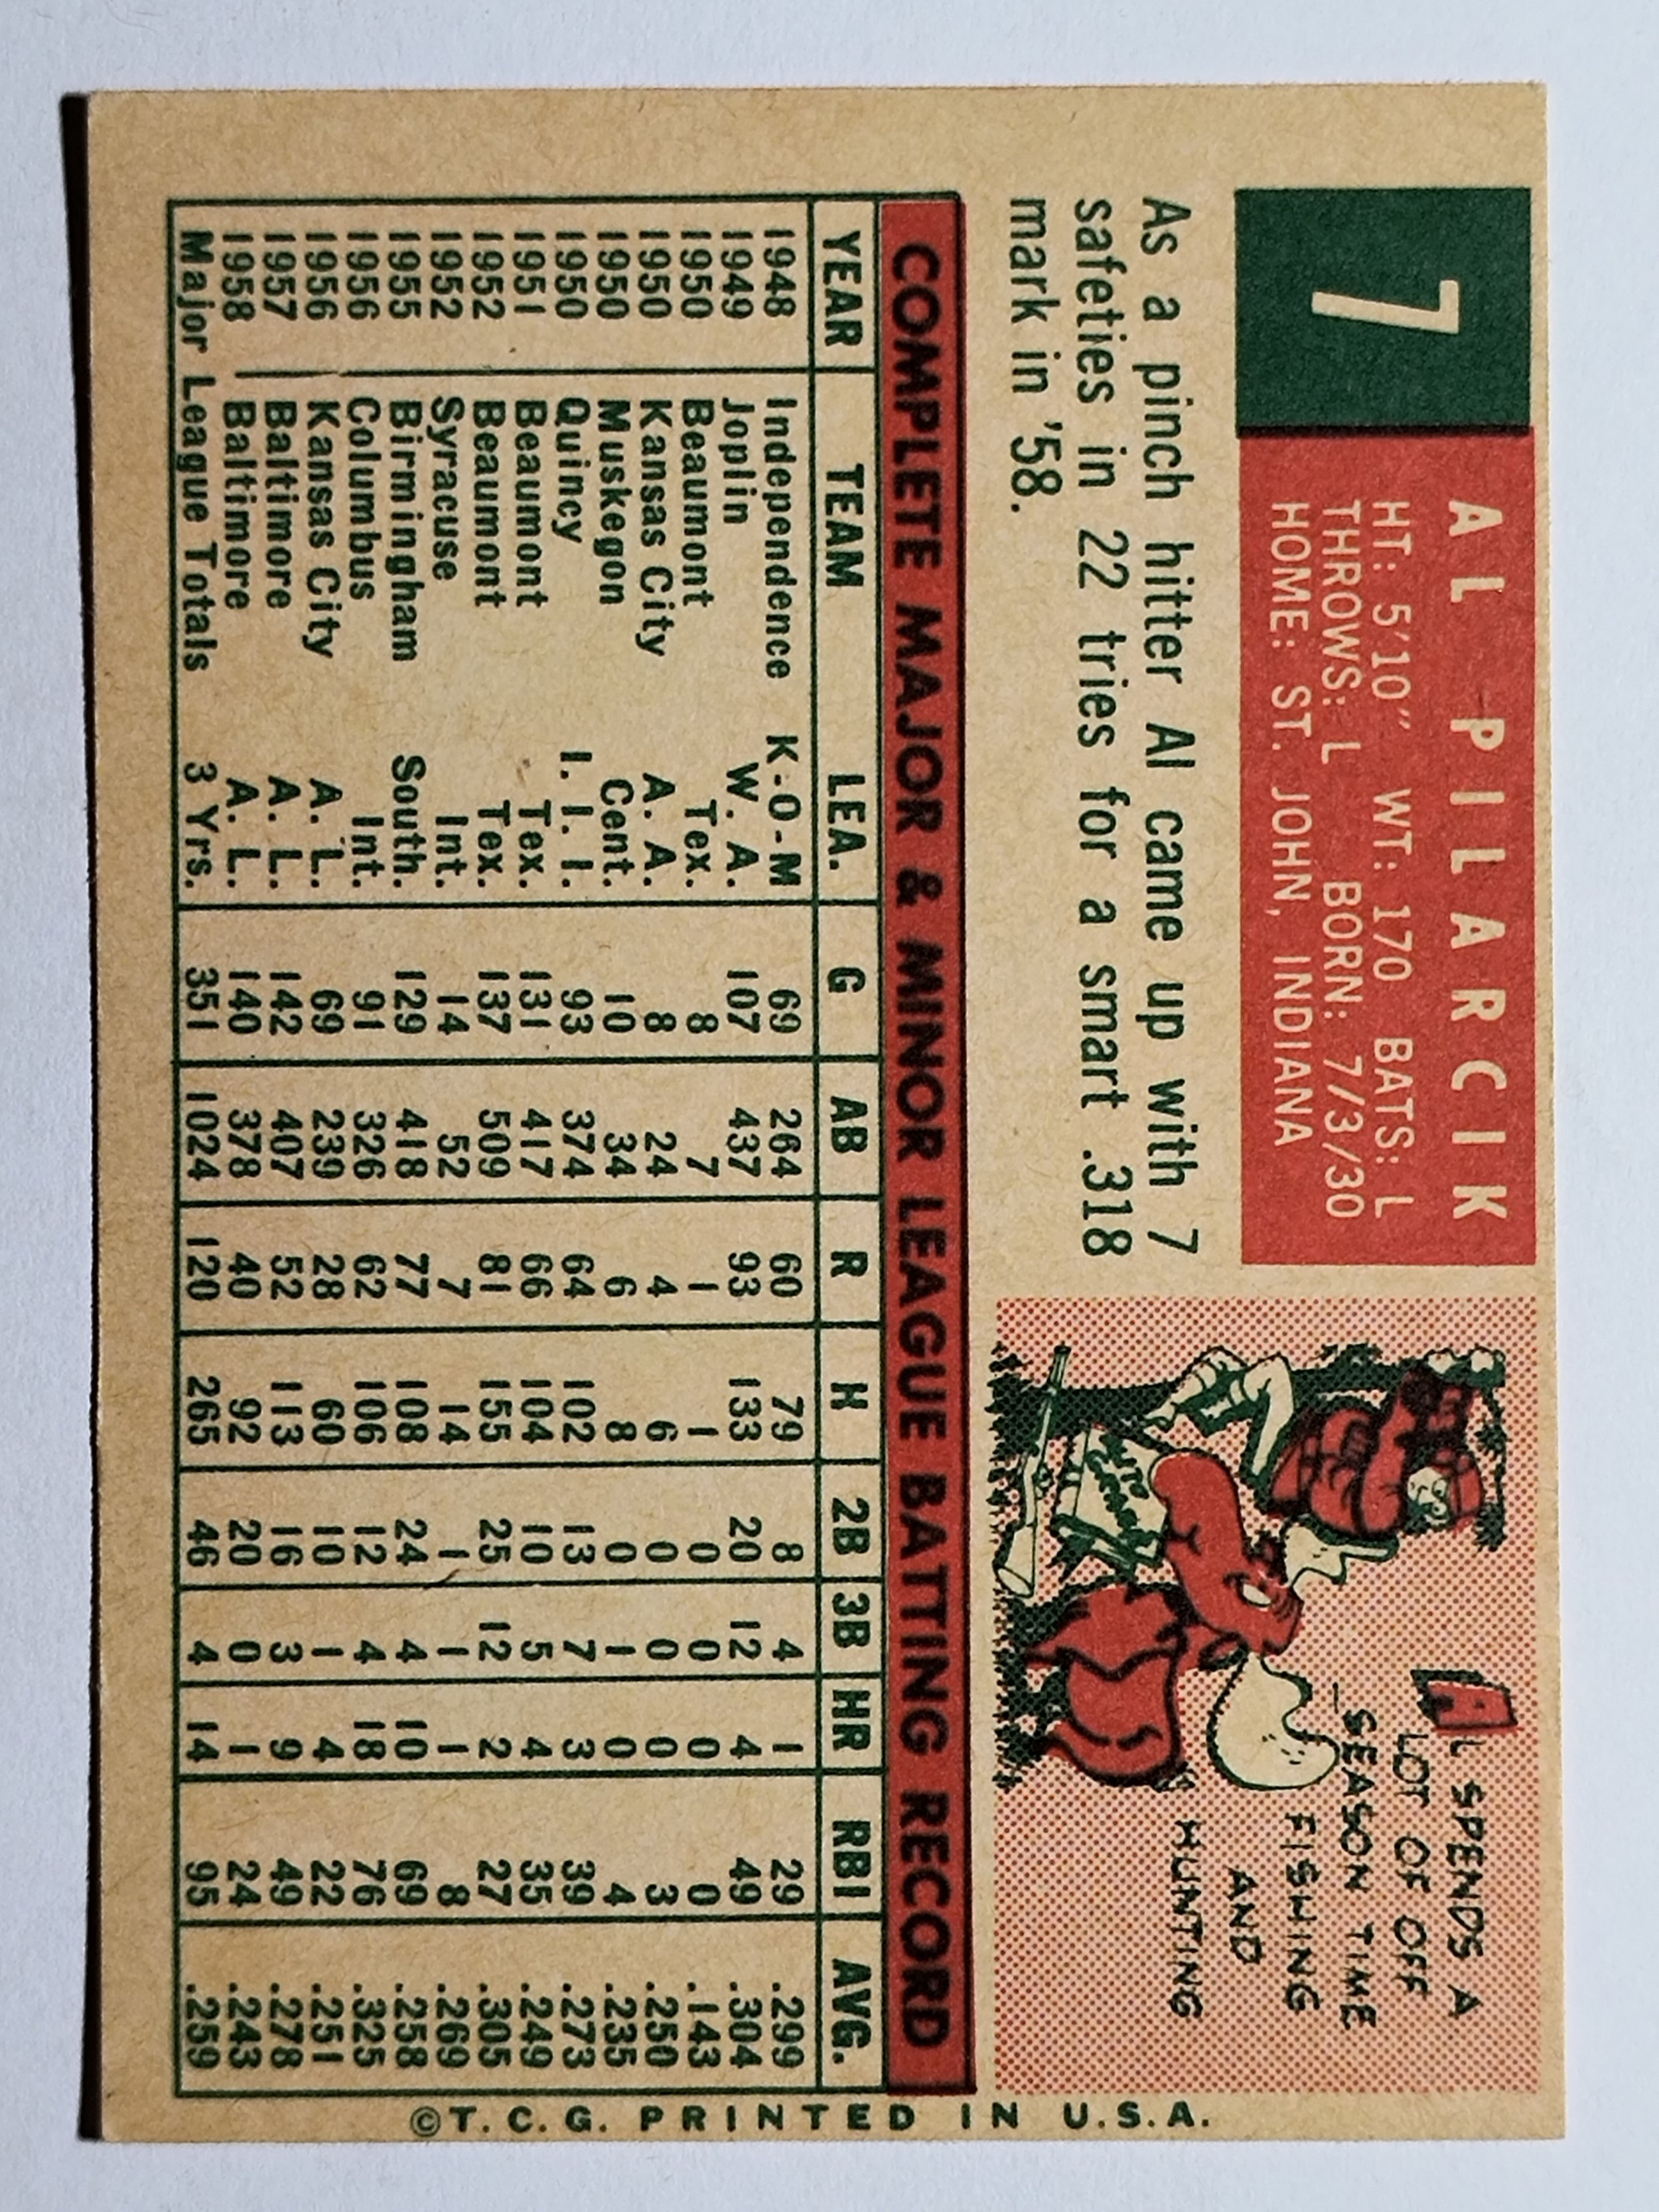 7
AL PILARCIK
HT: 5'10" WT: 170 BATS: L
THROWS: L BORN: 7/3/30
HOME: ST. JOHN, INDIANA
As a pinch hitter Al came up with 7
safeties in 22 tries for a smart .318
mark in '58.
AL SPENDS A
LOT OF OFF
SEASON TIME
FISHING
AND
HUNTING
COMPLETE MAJOR & MINOR LEAGUE BATTING RECORD
YEAR TEAM LEA. G AB R H 2B 3B HR RBI AVG.
1948 Independence K-O-M 69 264 60 79 8 4 1 29 .299
1949 Joplin W. A. 107 437 93 133 20 12 4 49 .304
1950 Beaumont Tex. 8 7 1 1 0 0 0 0 .143
1950 Kansas City A. A. 8 24 4 6 0 0 0 3 .250
1950 Muskegon Cent. 10 34 6 8 0 1 0 4 .235
1950 Quincy I. I. I. 93 374 64 102 13 7 3 39 .273
1951 Beaumont Tex. 131 417 66 104 10 5 4 35 .249
1952 Beaumont Tex. 137 509 81 155 25 12 2 27 .305
1952 Syracuse Int. 14 52 7 14 1 1 1 8 .269
1955 Birmingham South. 129 418 77 108 24 4 10 69 .258
1956 Columbus Int. 91 326 62 106 12 4 18 76 .325
1956 Kansas City A. L. 69 239 28 60 10 1 4 22 .251
1957 Baltimore A. L. 142 407 52 113 16 3 9 49 .278
1958 Baltimore A. L. 140 378 40 92 20 0 1 24 .243
Major League Totals 3 Yrs. 351 1024 120 265 46 4 14 95 .259
©T. C. G. PRINTED IN U.S.A.